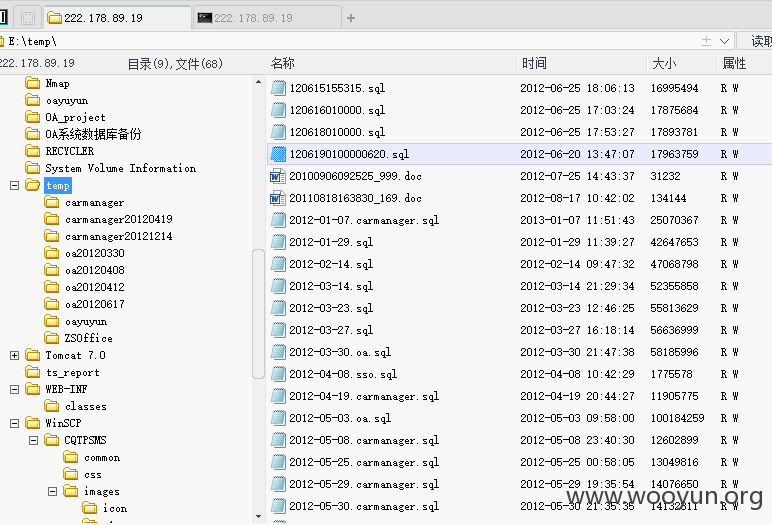 222.178.89.19
222.178.89.19
E:\temp\
读取
222.178.89.19
目录(9),文件(68)
名称
时间
大小
属性
Nmap
oayuyun
OA_project
OA系统数据库备份
RECYCLER
System Volume Information
temp
carmanager
carmanager20120419
carmanager20121214
oa20120330
oa20120408
oa20120412
oa20120617
oayuyun
ZSOffice
Tomcat 7.0
ts_report
WEB-INF
classes
WinSCP
CQTPSMS
common
css
images
icon
120615155315.sql 2012-06-25 18:06:13 16995494 R W
120616010000.sql 2012-06-25 17:03:24 17875684 R W
120618010000.sql 2012-06-25 17:53:27 17893781 R W
1206190100000620.sql 2012-06-20 13:47:07 17963759 R W
20100906092525_999.doc 2012-07-25 14:43:37 31232 R W
20110818163830_169.doc 2012-08-17 10:42:02 134144 R W
2012-01-07.carmanager.sql 2013-01-07 11:51:43 25070367 R W
2012-01-29.sql 2012-01-29 11:39:27 42647653 R W
2012-02-14.sql 2012-02-14 09:47:32 47068798 R W
2012-03-14.sql 2012-03-14 21:29:34 52355858 R W
2012-03-23.sql 2012-03-23 12:46:25 55813629 R W
2012-03-27.sql 2012-03-27 16:18:14 56636999 R W
2012-03-30.oa.sql 2012-03-30 21:47:38 58185996 R W
2012-04-08.sso.sql 2012-04-08 10:42:29 1775578 R W
2012-04-19.carmanager.sql 2012-04-19 20:44:27 11905775 R W
2012-05-03.oa.sql 2012-05-03 09:58:00 100184259 R W
2012-05-08.carmanager.sql 2012-05-08 23:40:30 12602899 R W
2012-05-25.carmanager.sql 2012-05-25 00:58:05 13049816 R W
2012-05-29.carmanager.sql 2012-05-29 19:35:54 14076650 R W
2012-05-30.carmanager.sql 2012-05-30 21:35:35 14132811 R W
www.wooyun.org